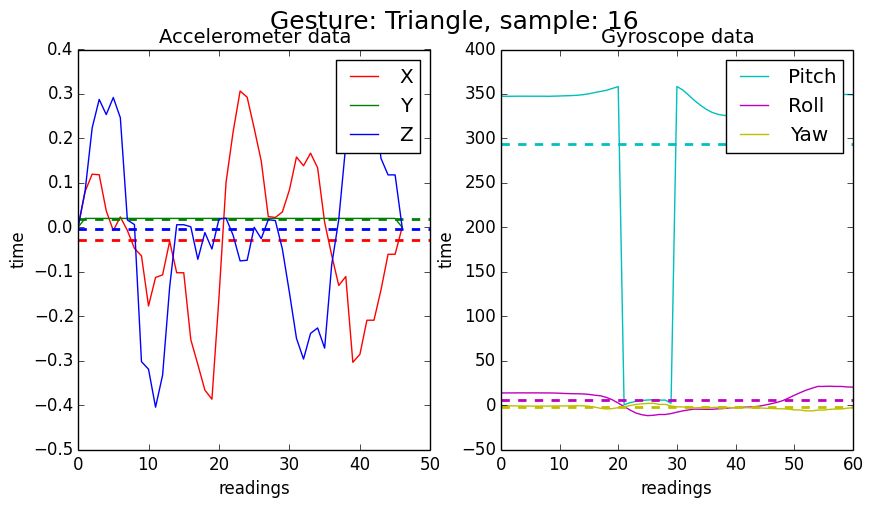 Gesture: Triangle, sample: 16
Accelerometer data
Gyroscope data
0.4
0.3
0.2
0.1
0.0
−0.1
−0.2
−0.3
−0.4
−0.5
time
X
Y
Z
0 10 20 30 40 50
readings
400
350
300
250
200
150
100
50
0
−50
time
Pitch
Roll
Yaw
0 10 20 30 40 50 60
readings